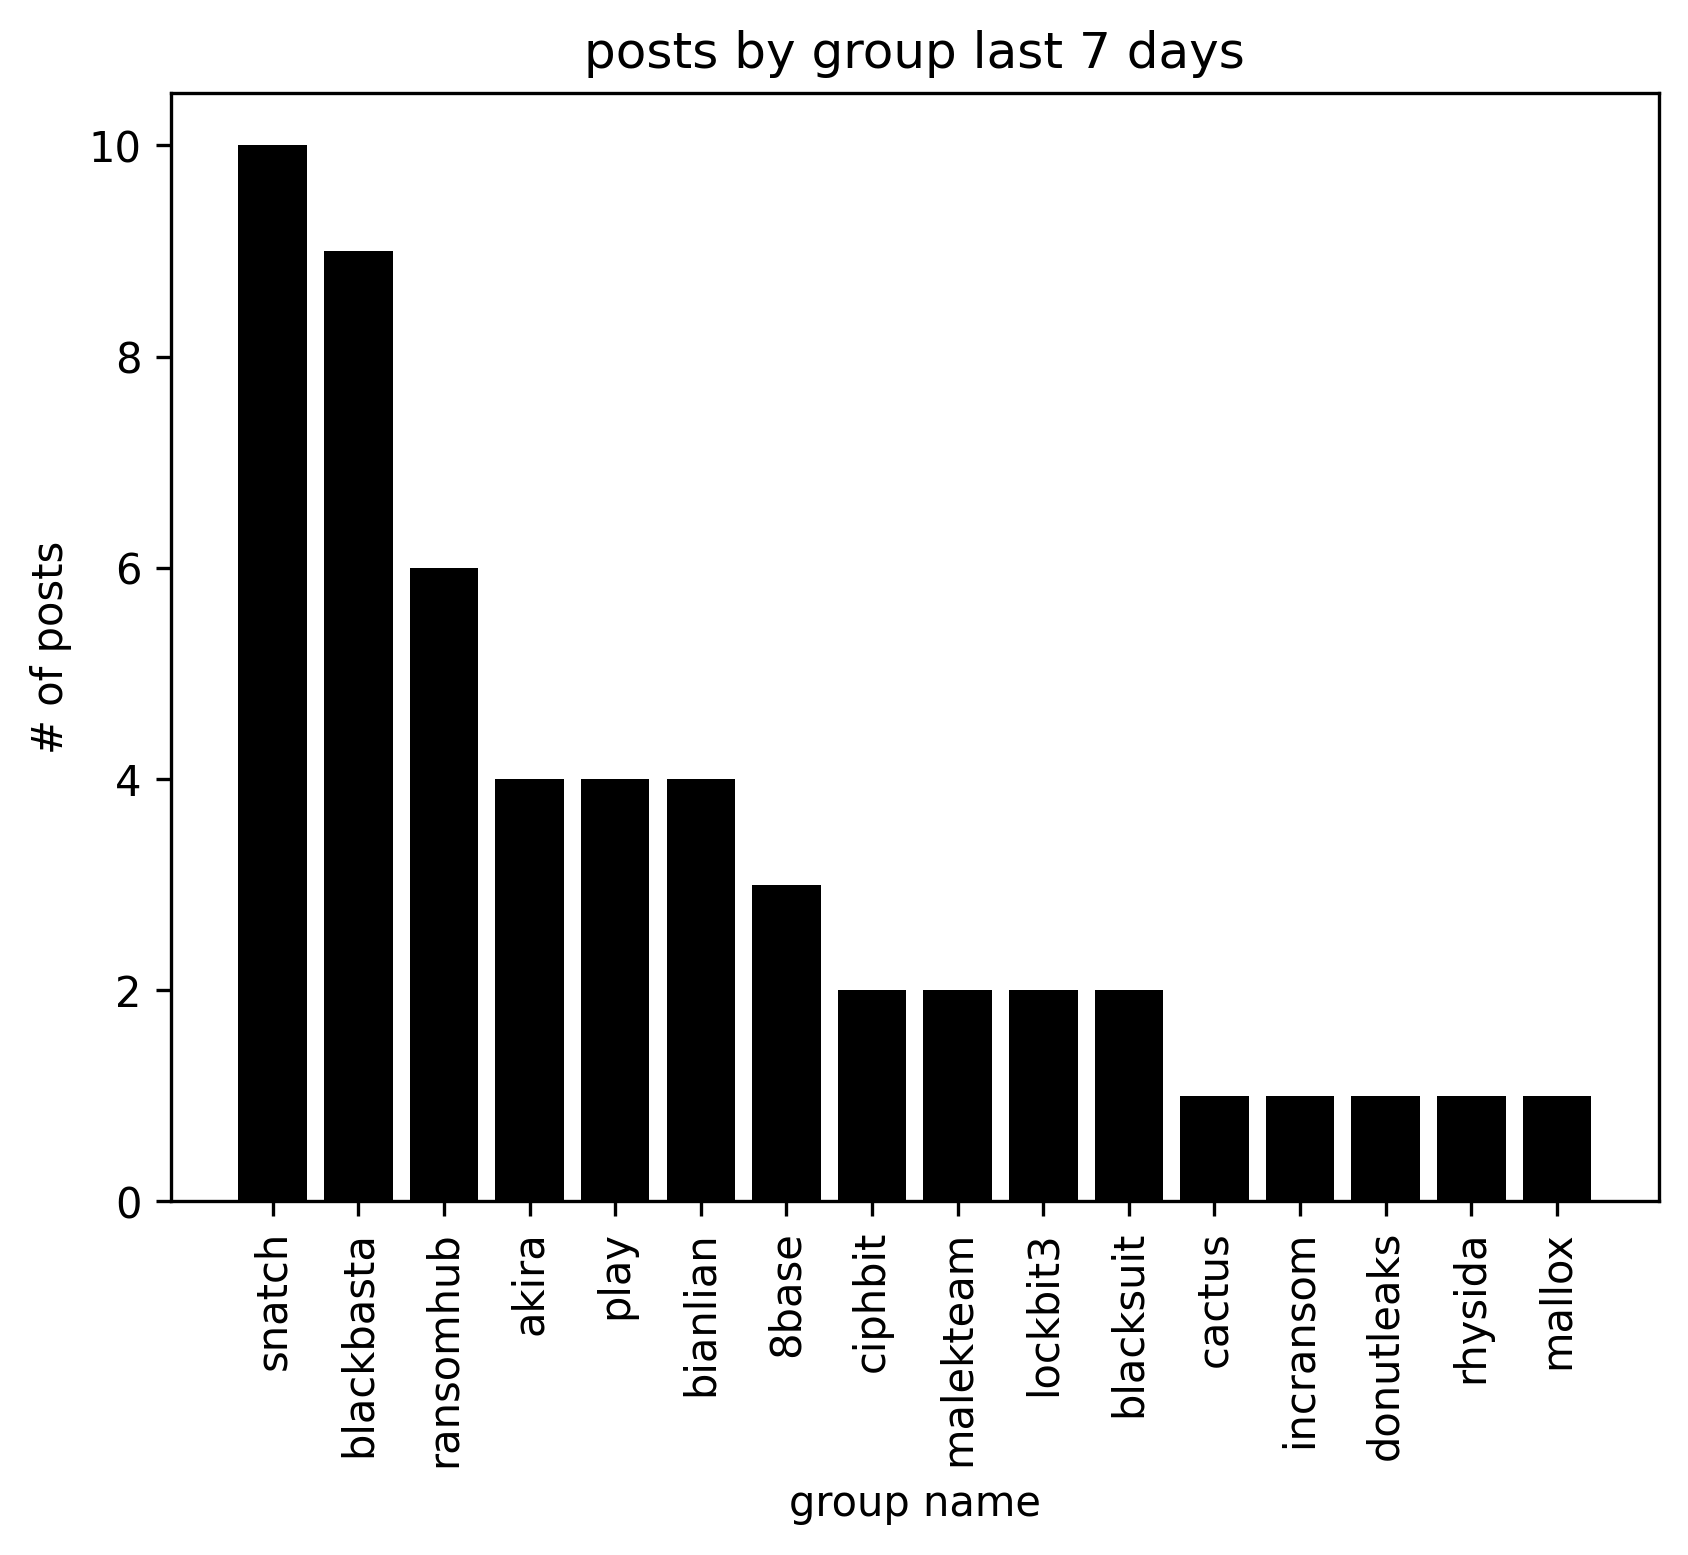 posts by group last 7 days
10
8
6
4
2
0
# of posts
snatch
blackbasta
ransomhub
akira
play
bianlian
8base
ciphbit
malekteam
lockbit3
blacksuit
cactus
incransom
donutleaks
rhysida
mallox
group name